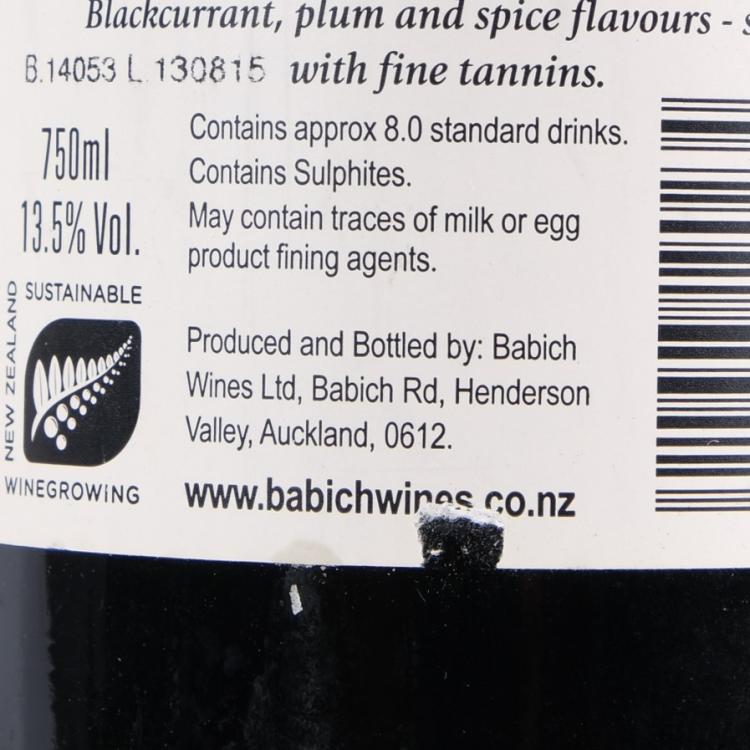 Blackcurrant, plum and spice flavours - s
B.14053 L 130815 with fine tannins.
750ml
13.5% Vol.
Contains approx 8.0 standard drinks.
Contains Sulphites.
May contain traces of milk or egg
product fining agents.
SUSTAINABLE
NEW ZEALAND
WINEGROWING
Produced and Bottled by: Babich
Wines Ltd, Babich Rd, Henderson
Valley, Auckland, 0612.
www.babichwines.co.nz